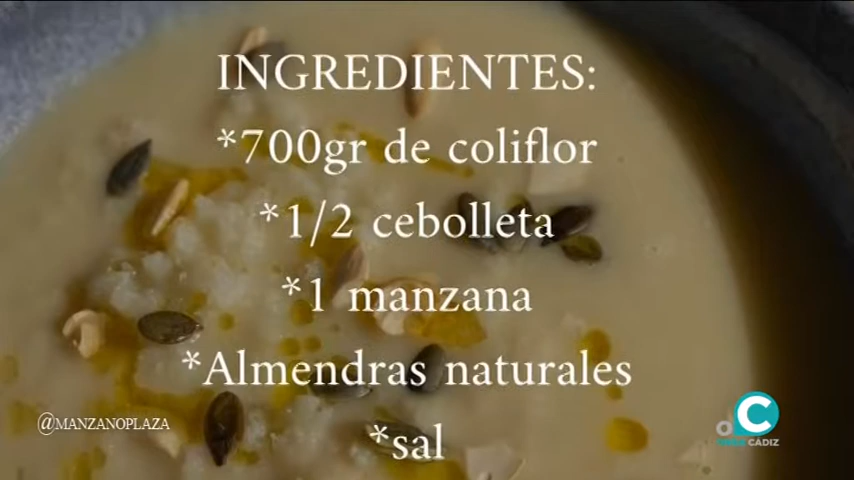 INGREDIENTES:
*700gr de coliflor
*1/2 cebolleta
*1 manzana
*Almendras naturales
*sal
@MANZANOPLAZA
C
CÁDIZ